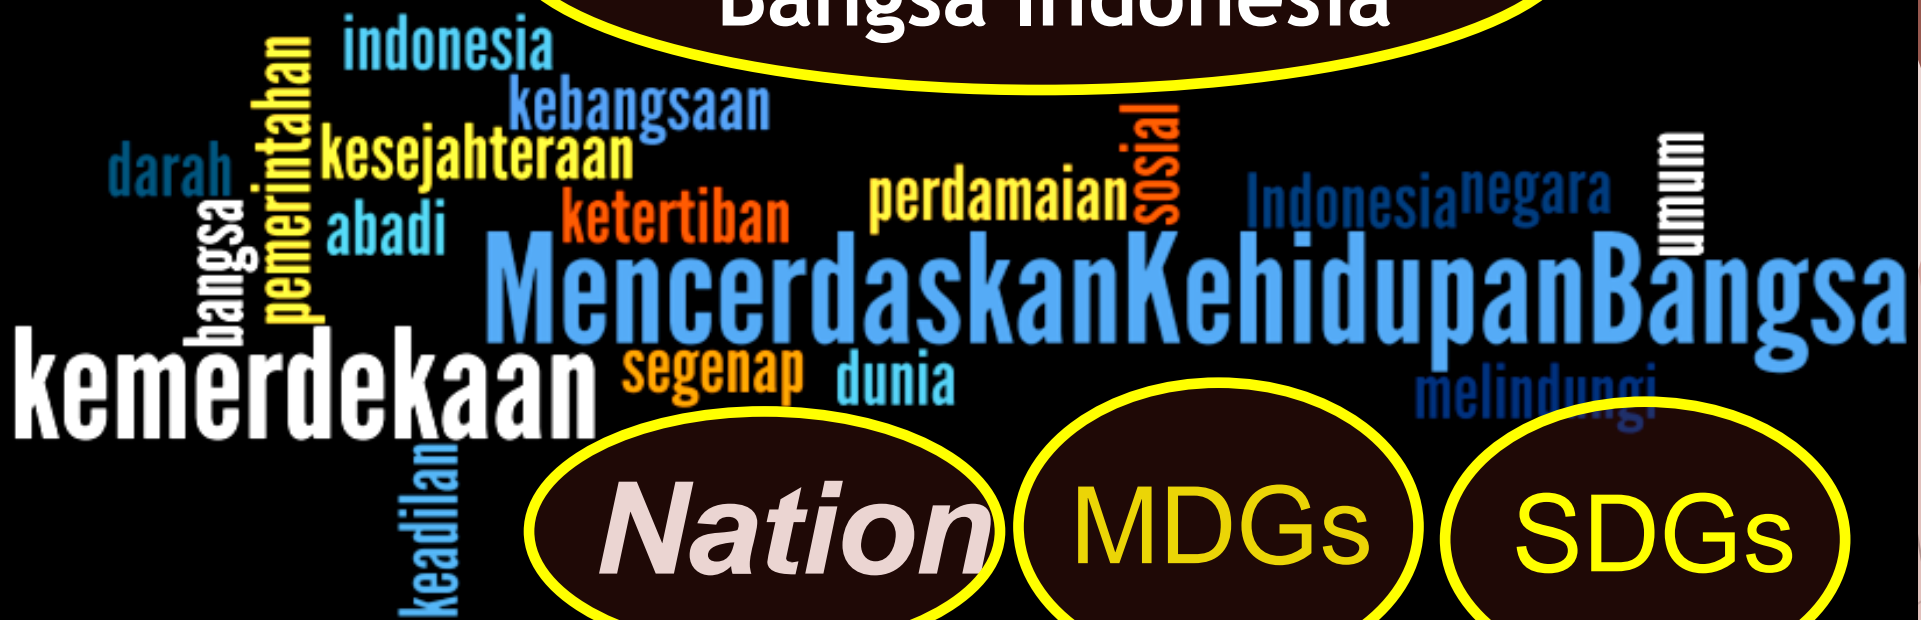 Bangsa Indonesia
indonesia
kebangsaan
pemerintahan
kesejahteraan
darah
sosial
umum
perdamaian
Indonesia
negara
ketertiban
abadi
bangsa
MencerdaskanKehidupanBangsa
kemerdekaan
segenap
dunia
melindungi
keadilan
Nation
MDGs
SDGs